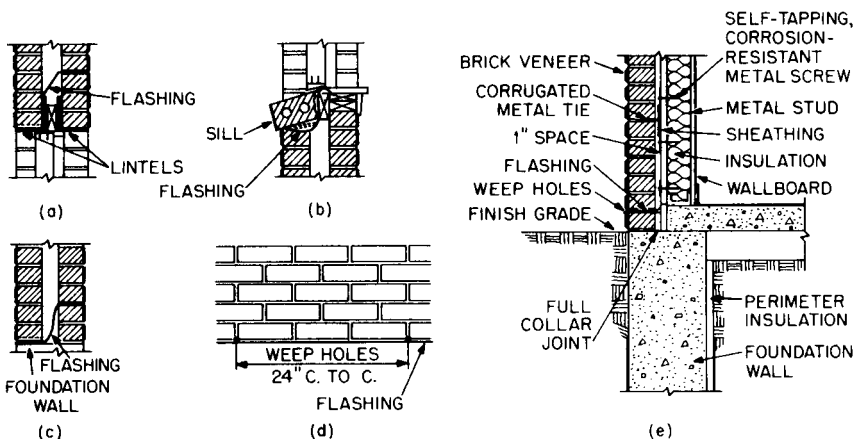 FLASHING
LINTELS
(a)
SILL
FLASHING
(b)
FLASHING
FOUNDATION
WALL
(c)
WEEP HOLES
24" C. TO C.
FLASHING
(d)
BRICK VENEER
CORRUGATED
METAL TIE
1" SPACE
FLASHING
WEEP HOLES
FINISH GRADE
FULL
COLLAR
JOINT
SELF-TAPPING,
CORROSION-
RESISTANT
METAL SCREW
METAL STUD
SHEATHING
INSULATION
WALLBOARD
PERIMETER
INSULATION
FOUNDATION
WALL
(e)